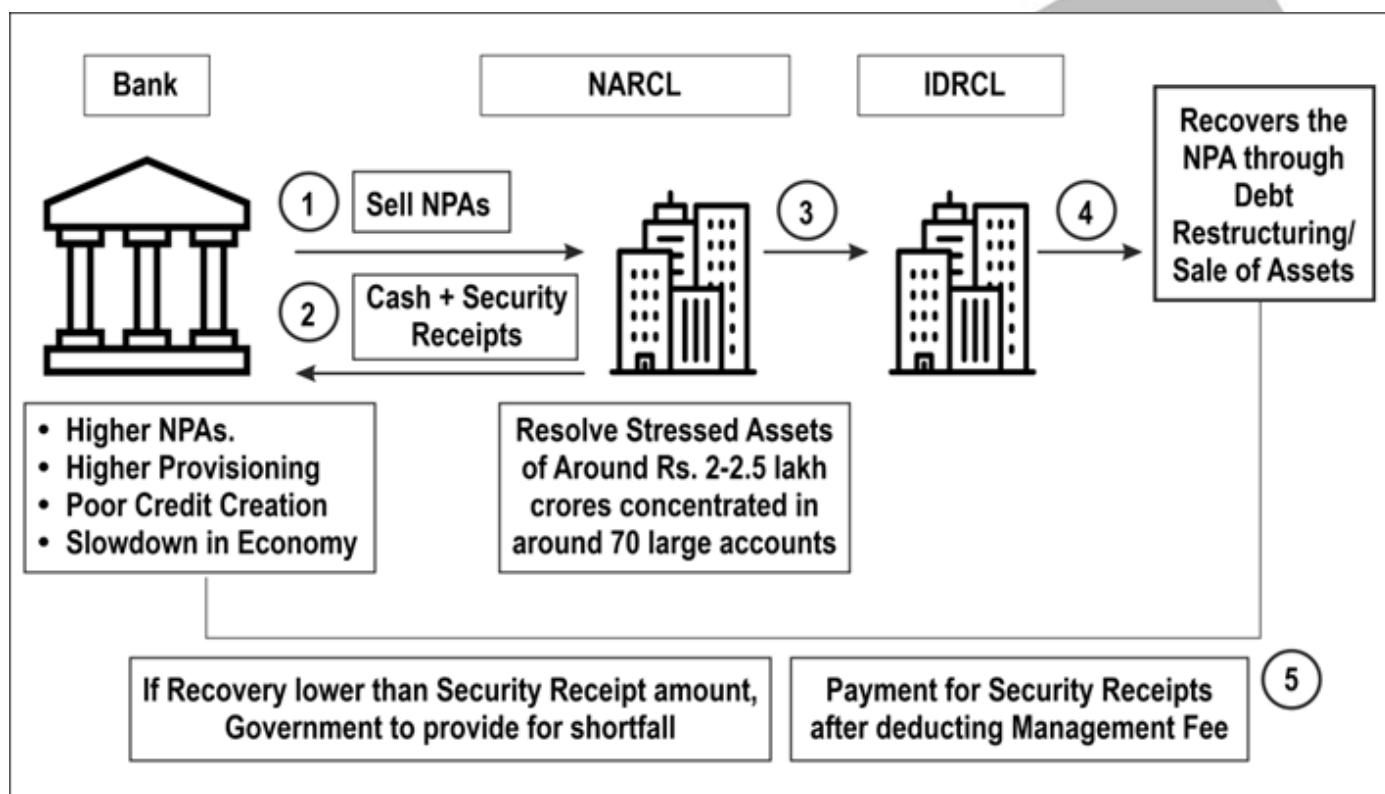 Bank
NARCL
IDRCL
1
Sell NPAs
2
Cash + Security
Receipts
3
4
Recovers the
NPA through
Debt
Restructuring/
Sale of Assets
• Higher NPAs.
• Higher Provisioning
• Poor Credit Creation
• Slowdown in Economy
Resolve Stressed Assets
of Around Rs. 2-2.5 lakh
crores concentrated in
around 70 large accounts
If Recovery lower than Security Receipt amount,
Government to provide for shortfall
Payment for Security Receipts
after deducting Management Fee
5